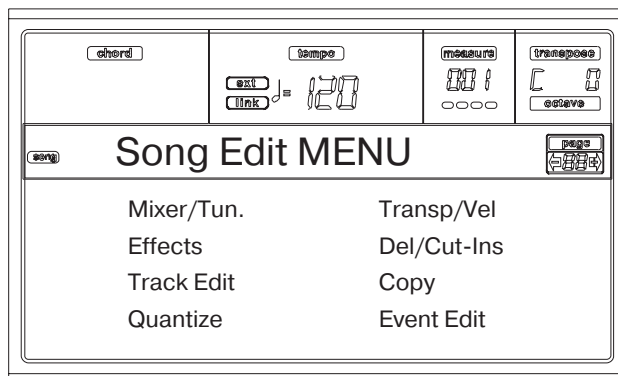 chord
tempo
measure
transpose
ext
link
= 120
001
C 0
octave
song
Song Edit MENU
page
88
Mixer/Tun.
Transp/Vel
Effects
Del/Cut-Ins
Track Edit
Copy
Quantize
Event Edit